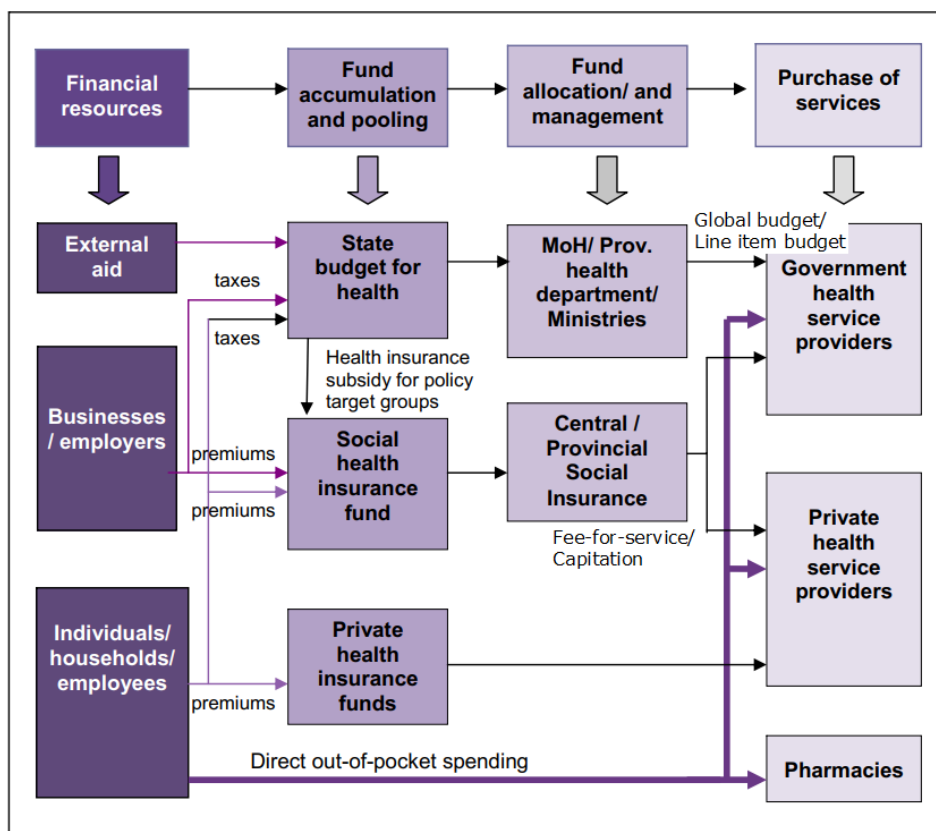 Financial
resources
Fund
accumulation
and pooling
Fund
allocation/ and
management
Purchase of
services
External
aid
taxes
taxes
State
budget for
health
MoH/ Prov.
health
department/
Ministries
Global budget/
Line item budget
Government
health
service
providers
Health insurance
subsidy for policy
target groups
Businesses
/ employers
premiums
premiums
Social
health
insurance
fund
Central /
Provincial
Social
Insurance
Fee-for-service/
Capitation
Private
health
service
providers
Individuals/
households/
employees
premiums
Private
health
insurance
funds
Direct out-of-pocket spending
Pharmacies